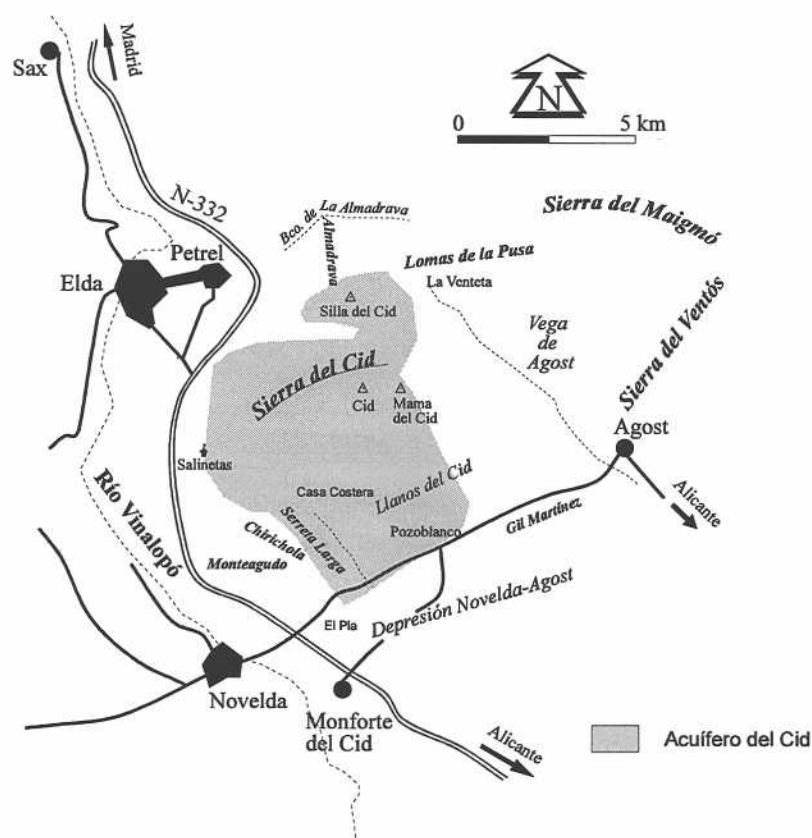 Madrid
Sax
N
0 5 km
N-332
Bco. de La Almadrava
Almadrava
Sierra del Maigmó
Petrel
Elda
Lomas de la Pusa
La Venteta
Silla del Cid
Vega
de
Agost
Sierra del Ventós
Sierra del Cid
Cid
Mama
del Cid
Agost
Salinetas
Alicante
Río Vinalopó
Casa Costera
Llanos del Cid
Gil Martínez
Chirichola
Serreta Larga
Pozoblanco
Monteagudo
Depresión Novelda-Agost
El Pla
Novelda
Monforte
del Cid
Alicante
Acuífero del Cid